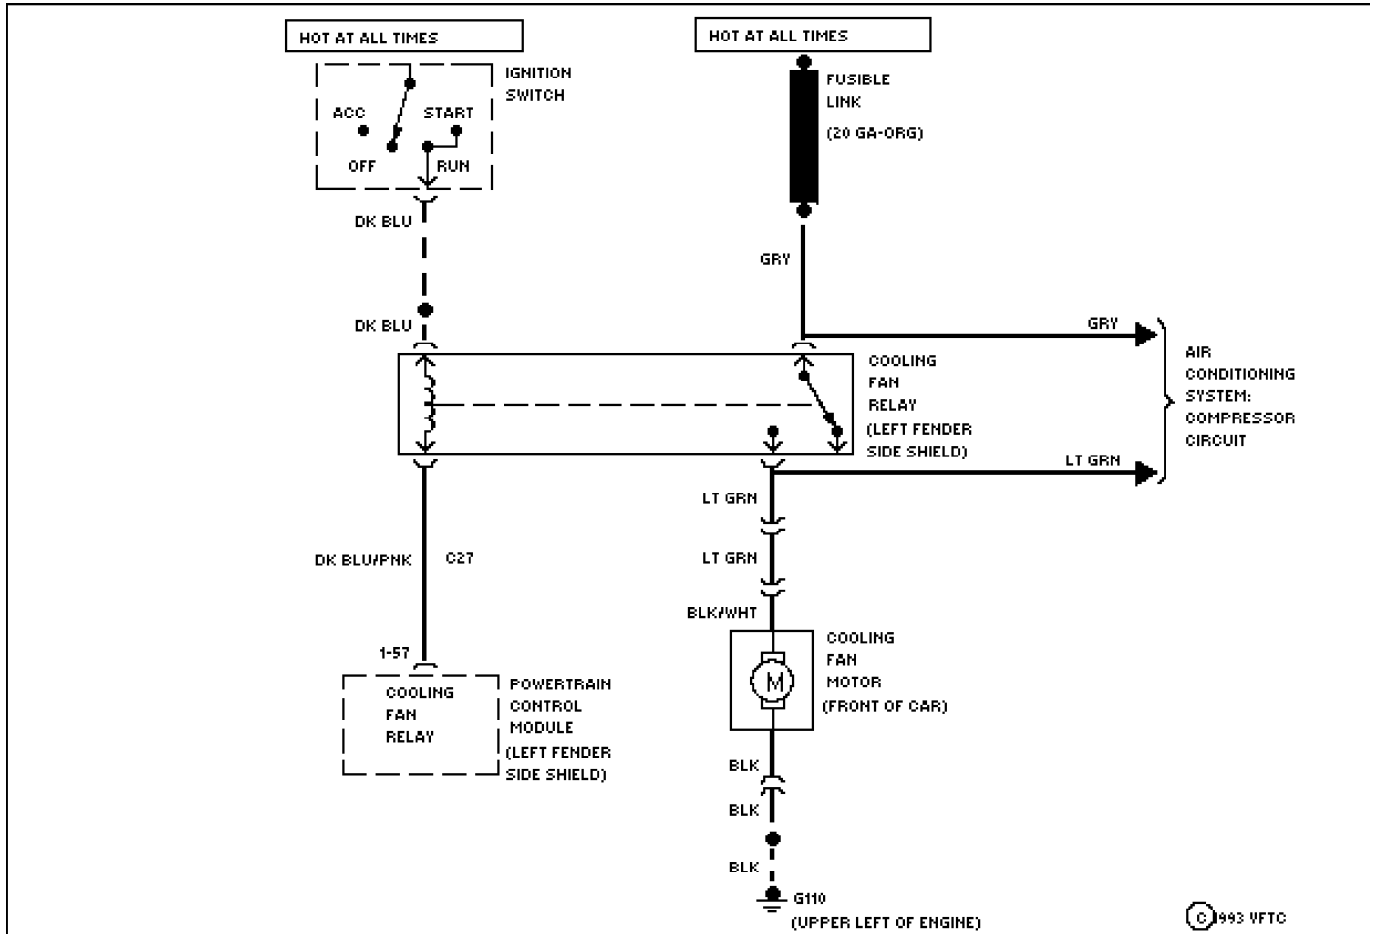 HOT AT ALL TIMES
HOT AT ALL TIMES
IGNITION
SWITCH
ACC
START
OFF
RUN
FUSIBLE
LINK
(20 GA-ORG)
DK BLU
GRY
DK BLU
GRY
AIR
CONDITIONING
SYSTEM:
COMPRESSOR
CIRCUIT
COOLING
FAN
RELAY
(LEFT FENDER
SIDE SHIELD)
LT GRN
LT GRN
DK BLU/PNK
C27
LT GRN
BLK/WHT
1-57
COOLING
FAN
RELAY
POWERTRAIN
CONTROL
MODULE
(LEFT FENDER
SIDE SHIELD)
COOLING
FAN
MOTOR
(FRONT OF CAR)
M
BLK
BLK
BLK
G110
(UPPER LEFT OF ENGINE)
©1993 VFTC